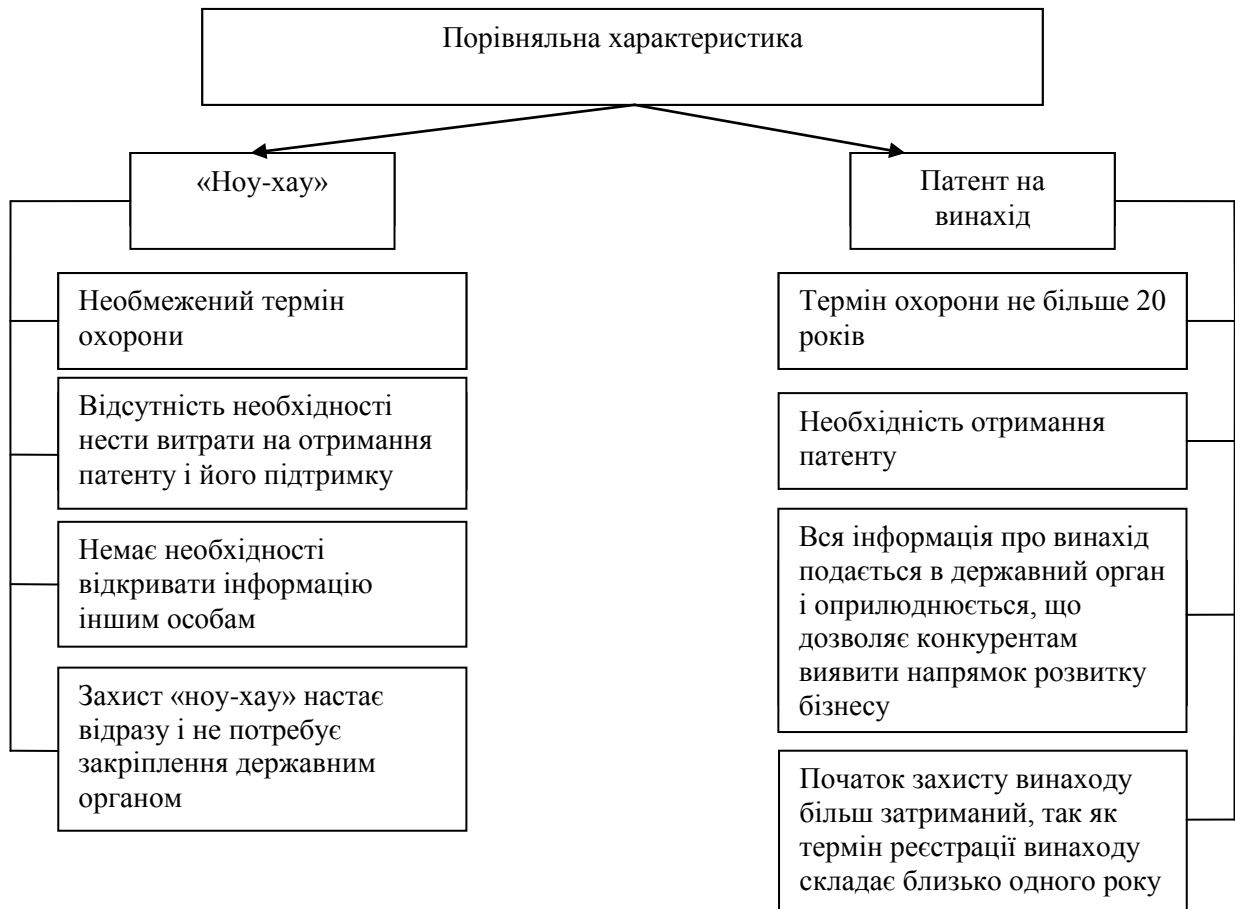 Порівняльна характеристика
«Ноу-хау»
Необмежений термін
охорони
Відсутність необхідності
нести витрати на отримання
патенту і його підтримку
Немає необхідності
відкривати інформацію
іншим особам
Захист «ноу-хау» настає
відразу і не потребує
закріплення державним
органом
Патент на
винахід
Термін охорони не більше 20
років
Необхідність отримання
патенту
Вся інформація про винахід
подається в державний орган
і оприлюднюється, що
дозволяє конкурентам
виявити напрямок розвитку
бізнесу
Початок захисту винаходу
більш затриманий, так як
термін реєстрації винаходу
складає близько одного року